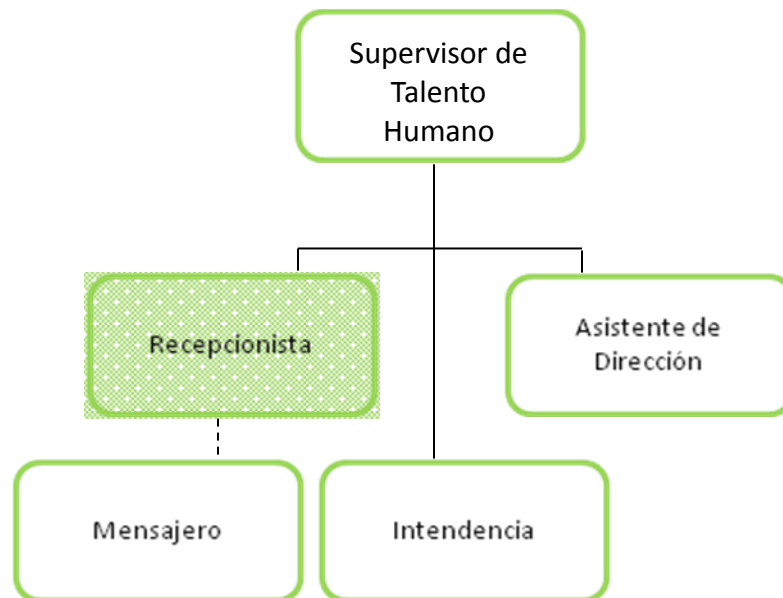 Supervisor de
Talento
Humano
Recepcionista
Asistente de
Dirección
Mensajero
Intendencia